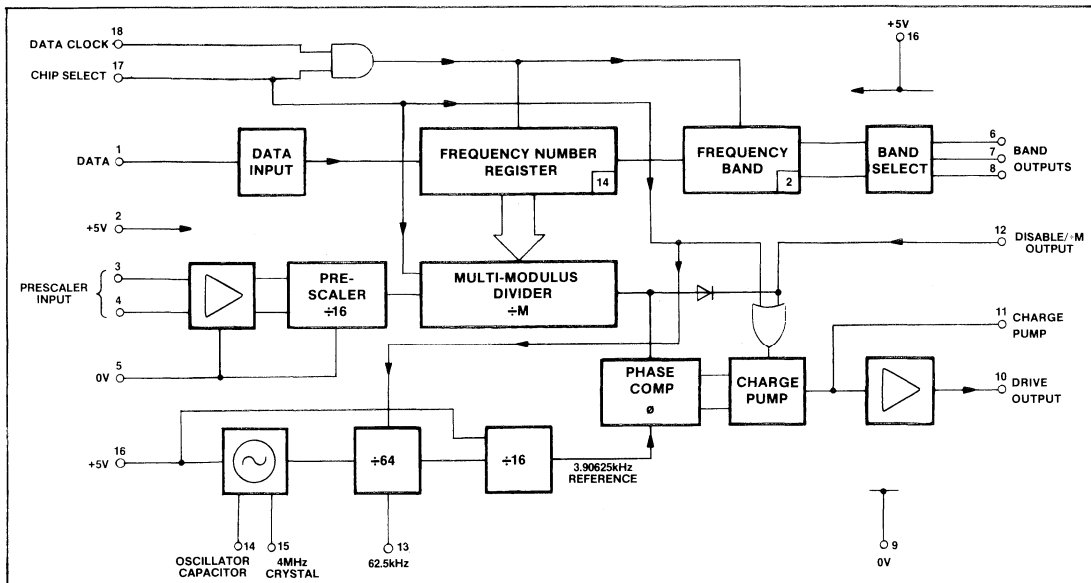 18
DATA CLOCK
17
CHIP SELECT
+5V
16
1
DATA
DATA
INPUT
FREQUENCY NUMBER
REGISTER
14
FREQUENCY
BAND
2
BAND
SELECT
6
7
8
BAND
OUTPUTS
2
+5V
12
DISABLE/÷M
OUTPUT
3
4
PRESCALER
INPUT
PRE-
SCALER
÷16
MULTI-MODULUS
DIVIDER
÷M
11
CHARGE
PUMP
5
0V
PHASE
COMP
ø
CHARGE
PUMP
10
DRIVE
OUTPUT
16
+5V
÷64
÷16
3.90625kHz
REFERENCE
14
OSCILLATOR
CAPACITOR
15
4MHz
CRYSTAL
13
62.5kHz
9
0V